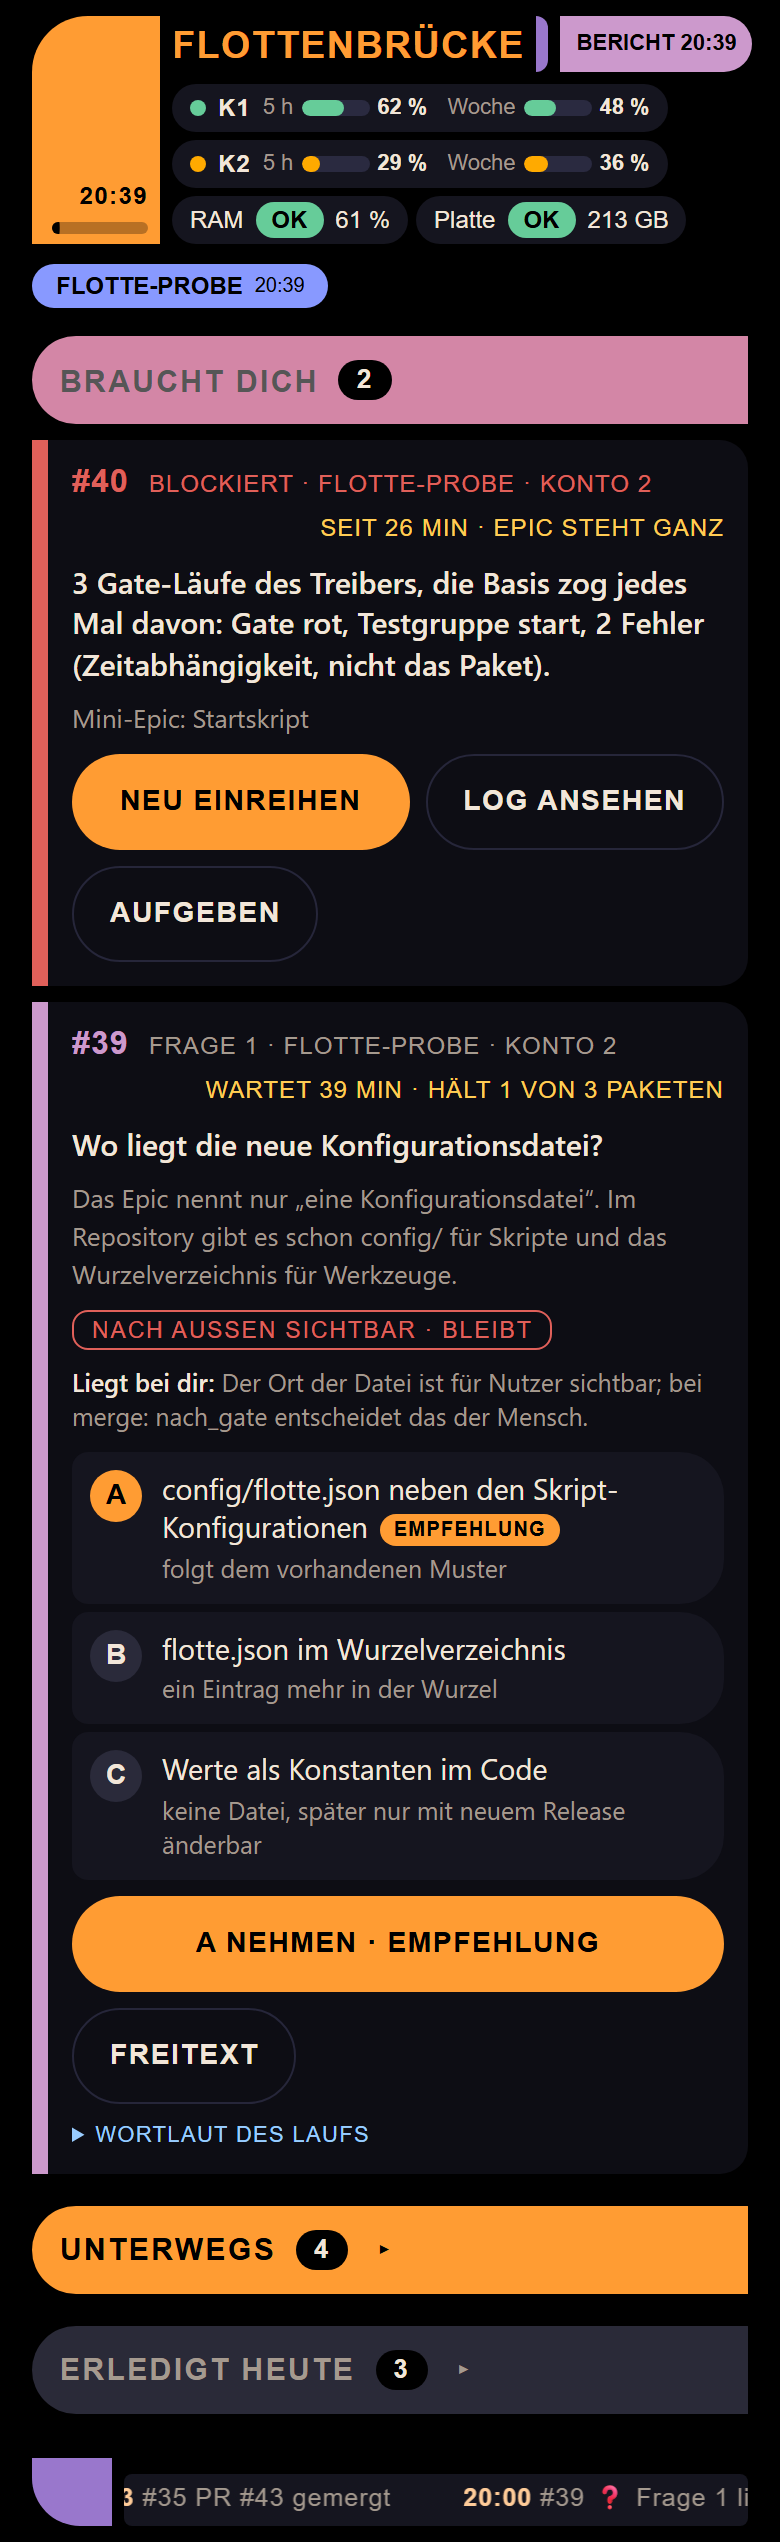 FLOTTENBRÜCKE
BERICHT 20:39
K1 5 h 62 % Woche 48 %
K2 5 h 29 % Woche 36 %
20:39
RAM OK 61 % Platte OK 213 GB
FLOTTE-PROBE 20:39
BRAUCHT DICH 2
#40 BLOCKIERT · FLOTTE-PROBE · KONTO 2
SEIT 26 MIN · EPIC STEHT GANZ
3 Gate-Läufe des Treibers, die Basis zog jedes
Mal davon: Gate rot, Testgruppe start, 2 Fehler
(Zeitabhängigkeit, nicht das Paket).
Mini-Epic: Startskript
NEU EINREIHEN
LOG ANSEHEN
AUFGEBEN
#39 FRAGE 1 · FLOTTE-PROBE · KONTO 2
WARTET 39 MIN · HÄLT 1 VON 3 PAKETEN
Wo liegt die neue Konfigurationsdatei?
Das Epic nennt nur „eine Konfigurationsdatei“. Im
Repository gibt es schon config/ für Skripte und das
Wurzelverzeichnis für Werkzeuge.
NACH AUSSEN SICHTBAR · BLEIBT
Liegt bei dir: Der Ort der Datei ist für Nutzer sichtbar; bei
merge: nach_gate entscheidet das der Mensch.
A config/flotte.json neben den Skript-
Konfigurationen EMPFEHLUNG
folgt dem vorhandenen Muster
B flotte.json im Wurzelverzeichnis
ein Eintrag mehr in der Wurzel
C Werte als Konstanten im Code
keine Datei, später nur mit neuem Release
änderbar
A NEHMEN · EMPFEHLUNG
FREITEXT
▶ WORTLAUT DES LAUFS
UNTERWEGS 4 ▸
ERLEDIGT HEUTE 3 ▸
3 #35 PR #43 gemergt 20:00 #39 ❓ Frage 1 li